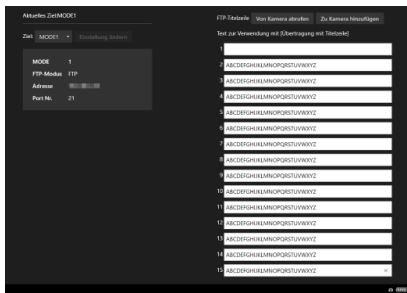 Aktuelles Ziel:MODE1
Ziel: MODE1 Einstellung ändern
MODE 1
FTP-Modus FTP
Adresse
Port Nr. 21
FTP-Titelzeile Von Kamera abrufen Zu Kamera hinzufügen
Text zur Verwendung mit [Übertragung mit Titelzeile]
1
2 ABCDEFGHIJKLMNOPQRSTUVWXYZ
3 ABCDEFGHIJKLMNOPQRSTUVWXYZ
4 ABCDEFGHIJKLMNOPQRSTUVWXYZ
5 ABCDEFGHIJKLMNOPQRSTUVWXYZ
6 ABCDEFGHIJKLMNOPQRSTUVWXYZ
7 ABCDEFGHIJKLMNOPQRSTUVWXYZ
8 ABCDEFGHIJKLMNOPQRSTUVWXYZ
9 ABCDEFGHIJKLMNOPQRSTUVWXYZ
10 ABCDEFGHIJKLMNOPQRSTUVWXYZ
11 ABCDEFGHIJKLMNOPQRSTUVWXYZ
12 ABCDEFGHIJKLMNOPQRSTUVWXYZ
13 ABCDEFGHIJKLMNOPQRSTUVWXYZ
14 ABCDEFGHIJKLMNOPQRSTUVWXYZ
15 ABCDEFGHIJKLMNOPQRSTUVWXYZ ×